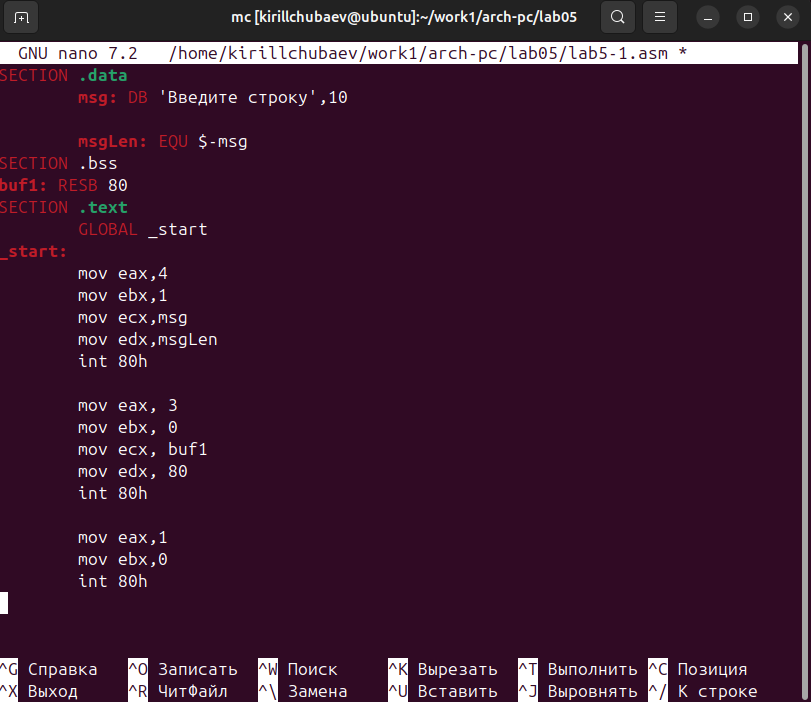 mc [kirillchubaev@ubuntu]:~/work1/arch-pc/lab05
GNU nano 7.2 /home/kirillchubaev/work1/arch-pc/lab05/lab5-1.asm *
SECTION .data
msg: DB 'Введите строку',10
msgLen: EQU $-msg
SECTION .bss
buf1: RESB 80
SECTION .text
GLOBAL _start
_start:
mov eax,4
mov ebx,1
mov ecx,msg
mov edx,msgLen
int 80h
mov eax, 3
mov ebx, 0
mov ecx, buf1
mov edx, 80
int 80h
mov eax,1
mov ebx,0
int 80h
^G Справка ^O Записать ^W Поиск ^K Вырезать ^T Выполнить ^C Позиция
^X Выход ^R ЧитФайл ^\ Замена ^U Вставить ^J Выровнять ^/ К строке